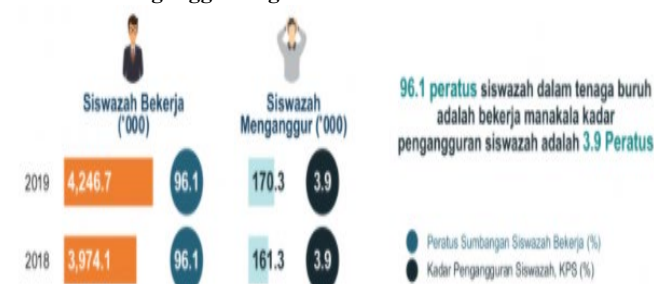 Siswazah Bekerja
('000)
Siswazah
Menganggur ('000)
2019 4,246.7 96.1 170.3 3.9
2018 3,974.1 96.1 161.3 3.9
96.1 peratus siswazah dalam tenaga buruh
adalah bekerja manakala kadar
pengangguran siswazah adalah 3.9 Peratus
Peratus Sumbangan Siswazah Bekerja (%)
Kadar Pengangguran Siswazah, KPS (%)